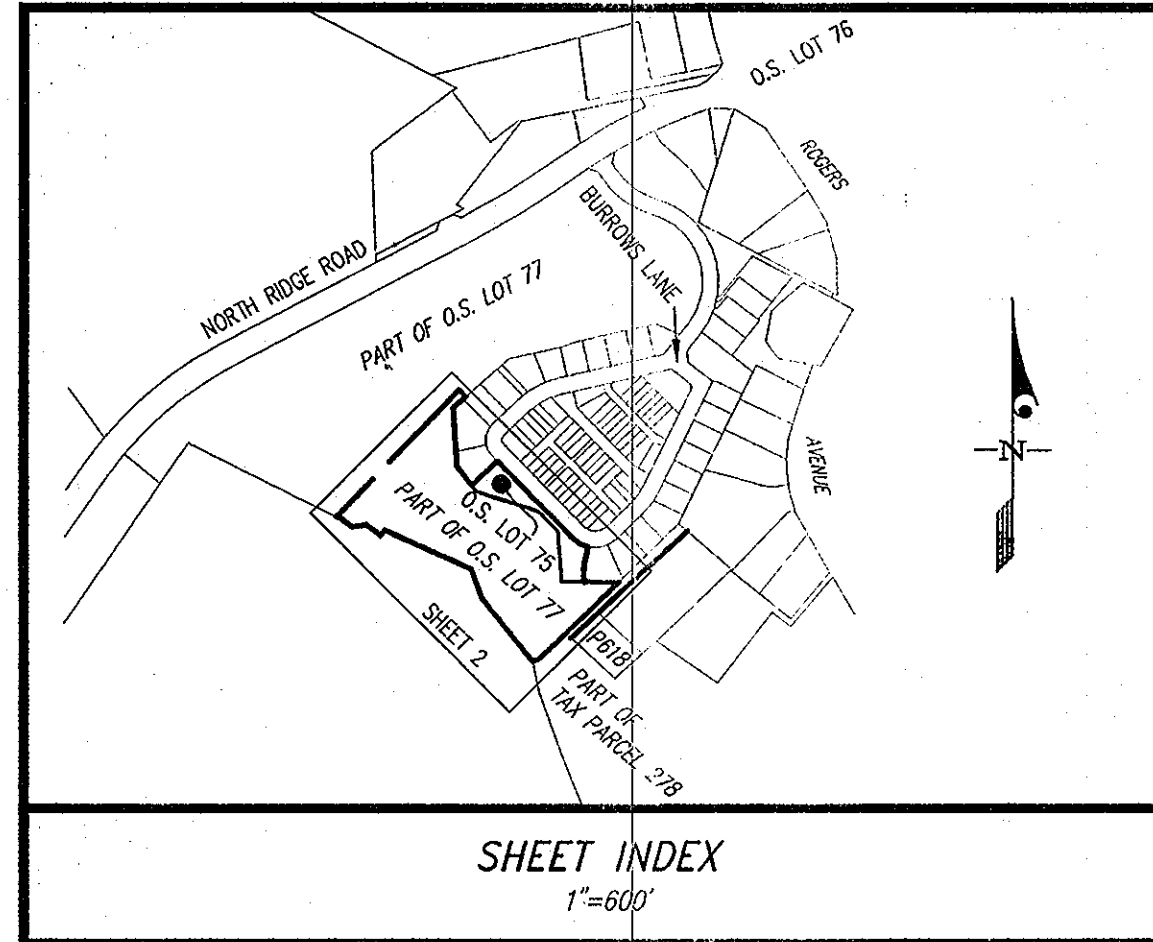 O.S. LOT 76
ROGERS
BURROWS LANE
NORTH RIDGE ROAD
PART OF O.S. LOT 77
AVENUE
N
O.S. LOT 75
PART OF O.S. LOT 77
SHEET 2
P618
PART OF
TAX PARCEL 278
SHEET INDEX
1"=600'